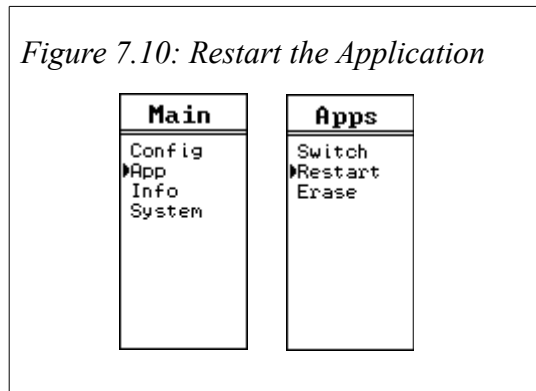 Figure 7.10: Restart the Application
Main
Config
App
Info
System
Apps
Switch
Restart
Erase